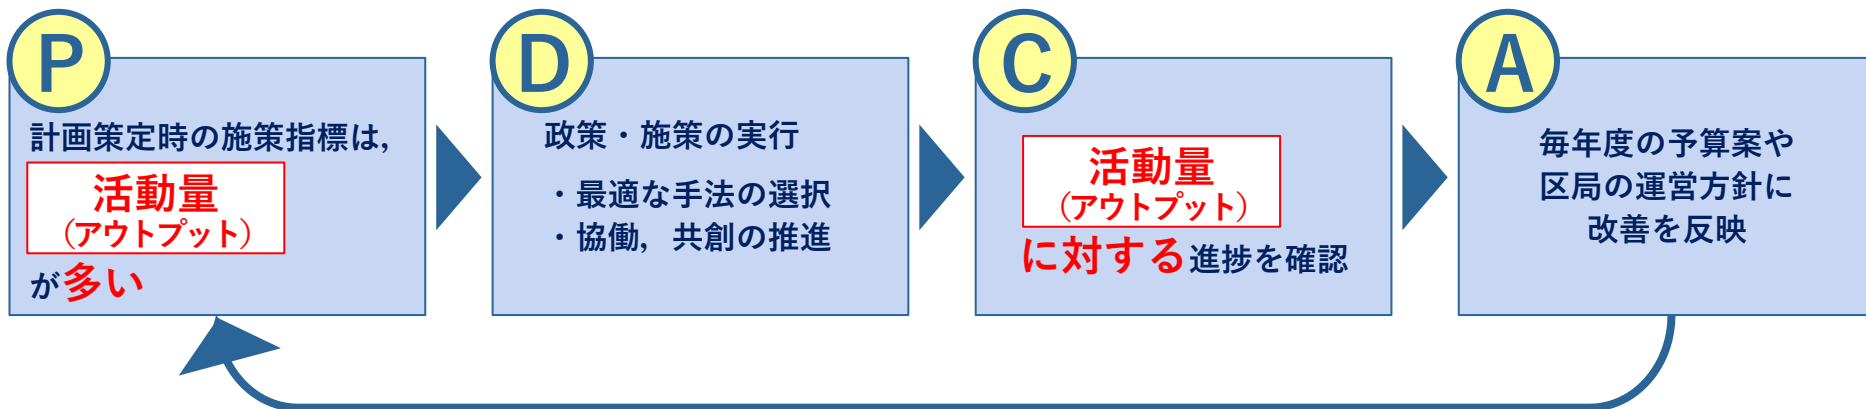 P
計画策定時の施策指標は,
活動量
(アウトプット)
が多い
D
政策・施策の実行
・最適な手法の選択
・協働,共創の推進
C
活動量
(アウトプット)
に対する進捗を確認
A
毎年度の予算案や
区局の運営方針に
改善を反映